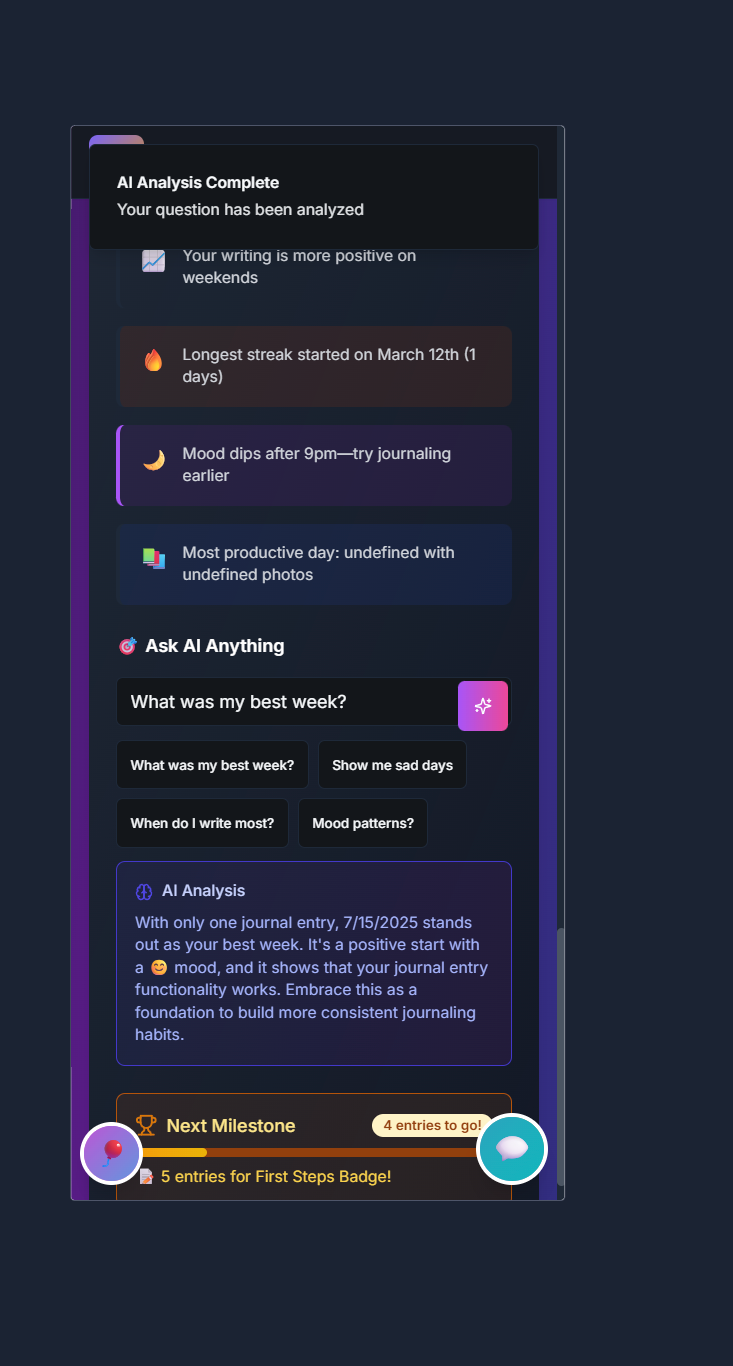 AI Analysis Complete
Your question has been analyzed
Your writing is more positive on
weekends
Longest streak started on March 12th (1
days)
Mood dips after 9pm—try journaling
earlier
Most productive day: undefined with
undefined photos
Ask AI Anything
What was my best week?
What was my best week?
Show me sad days
When do I write most?
Mood patterns?
AI Analysis
With only one journal entry, 7/15/2025 stands
out as your best week. It's a positive start with
a 😊 mood, and it shows that your journal entry
functionality works. Embrace this as a
foundation to build more consistent journaling
habits.
Next Milestone
4 entries to go!
5 entries for First Steps Badge!